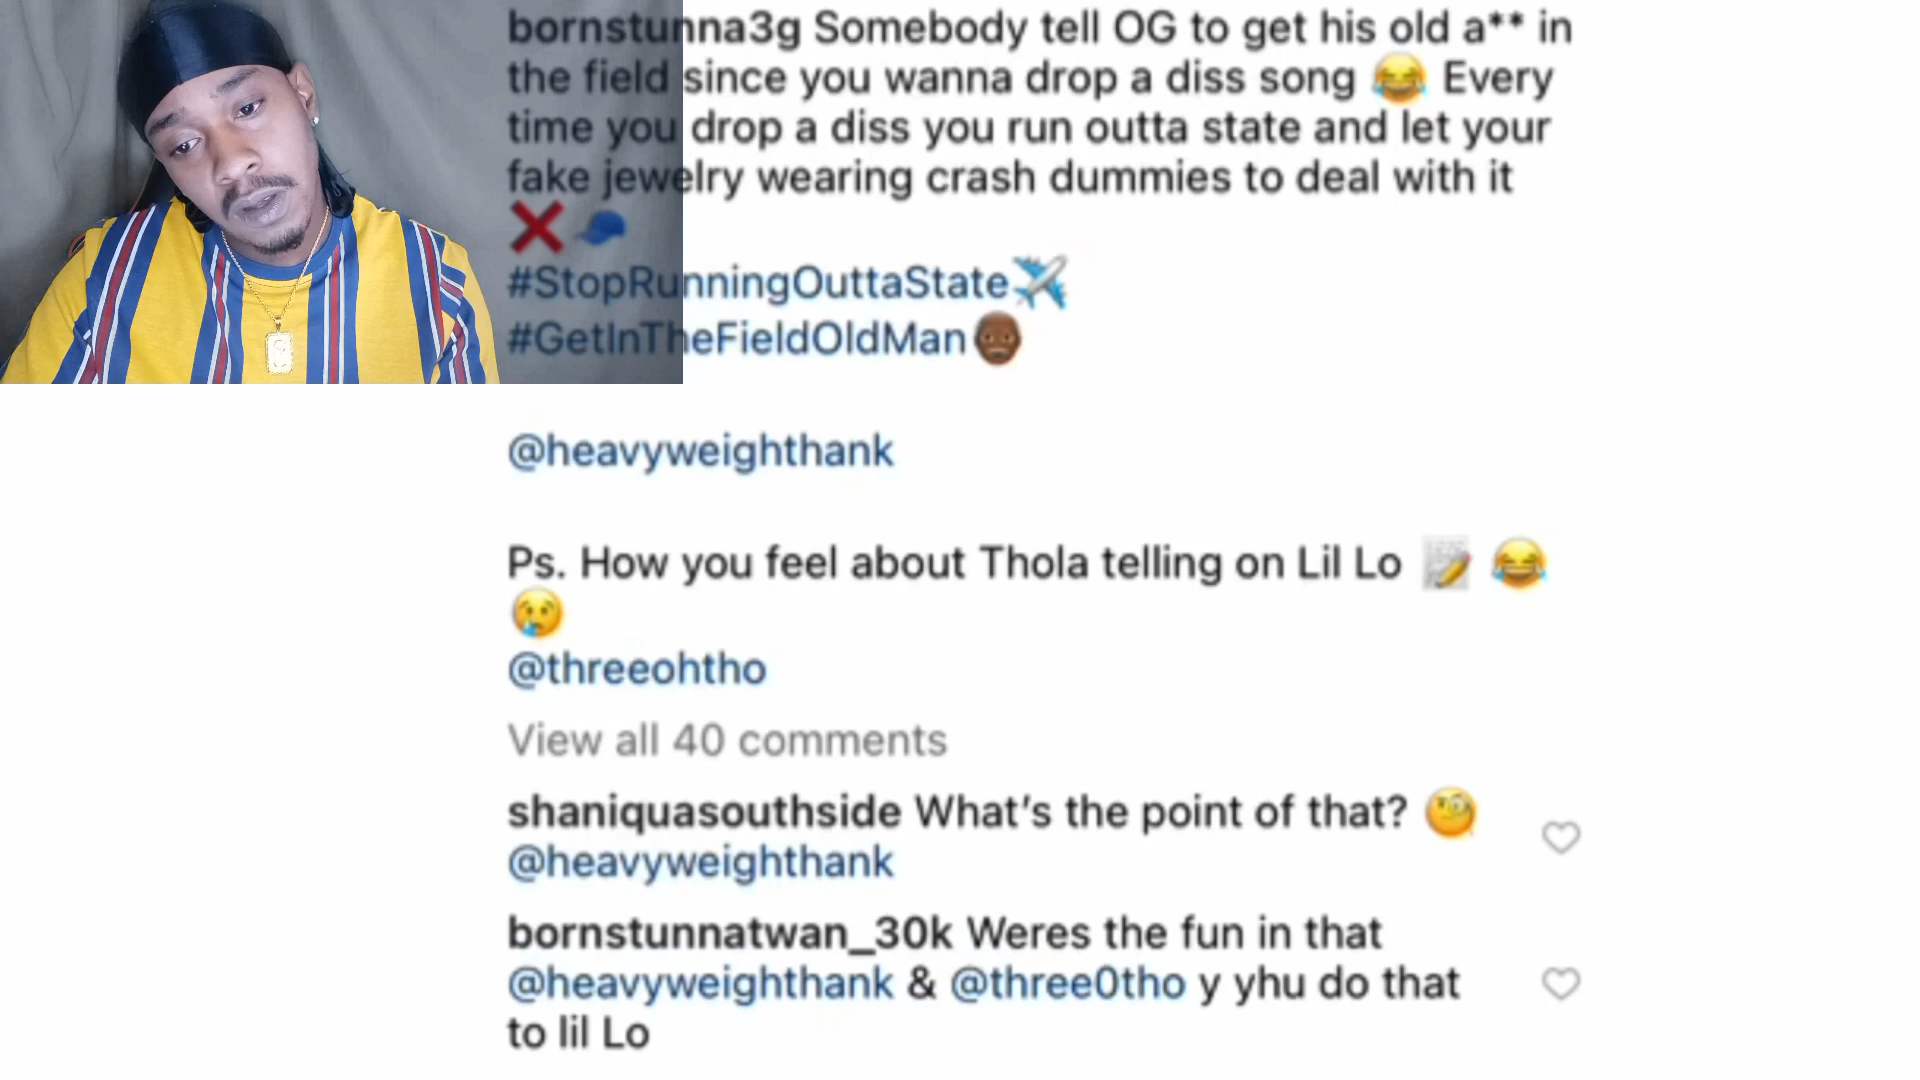 bornstunna3g Somebody tell OG to get his old a** in
the field since you wanna drop a diss song 😂 Every
time you drop a diss you run outta state and let your
fake jewelry wearing crash dummies to deal with it
❌🧢
#StopRunningOuttaState✈️
#GetInTheFieldOldMan👴🏾
@heavyweighthank
Ps. How you feel about Thola telling on Lil Lo 📝 😂
😢
@threeohtho
View all 40 comments
shaniquasouthside What's the point of that? 🧐
@heavyweighthank
bornstunnatwan_30k Weres the fun in that
@heavyweighthank & @three0tho y yhu do that
to lil Lo